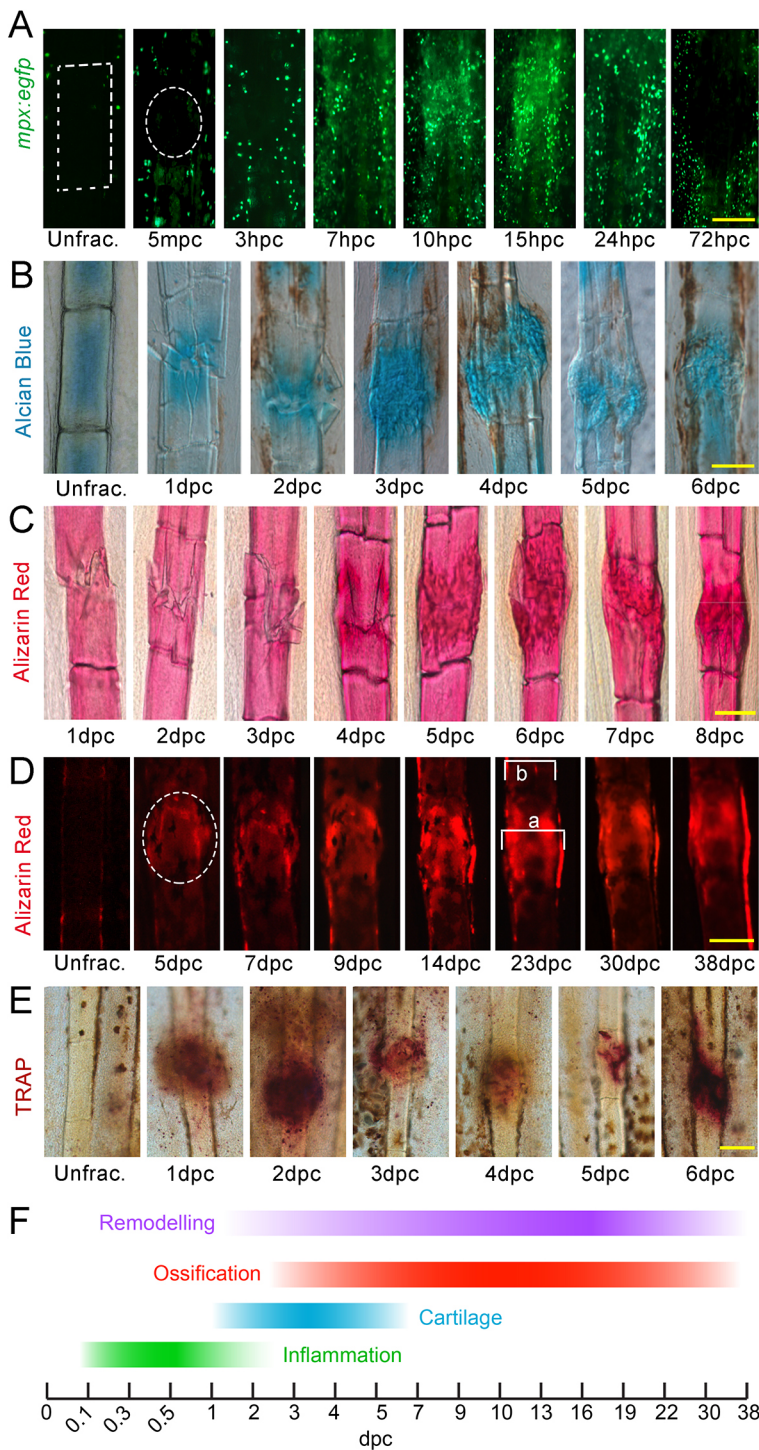 A
mpx:egfp
Unfrac. 5mpc 3hpc 7hpc 10hpc 15hpc 24hpc 72hpc
B
Alcian Blue
Unfrac. 1dpc 2dpc 3dpc 4dpc 5dpc 6dpc
C
Alizarin Red
1dpc 2dpc 3dpc 4dpc 5dpc 6dpc 7dpc 8dpc
D
Alizarin Red
b
a
Unfrac. 5dpc 7dpc 9dpc 14dpc 23dpc 30dpc 38dpc
E
TRAP
Unfrac. 1dpc 2dpc 3dpc 4dpc 5dpc 6dpc
F
Remodelling
Ossification
Cartilage
Inflammation
0 0.1 0.3 0.5 1 2 3 4 5 7 9 10 13 16 19 22 30 38
dpc